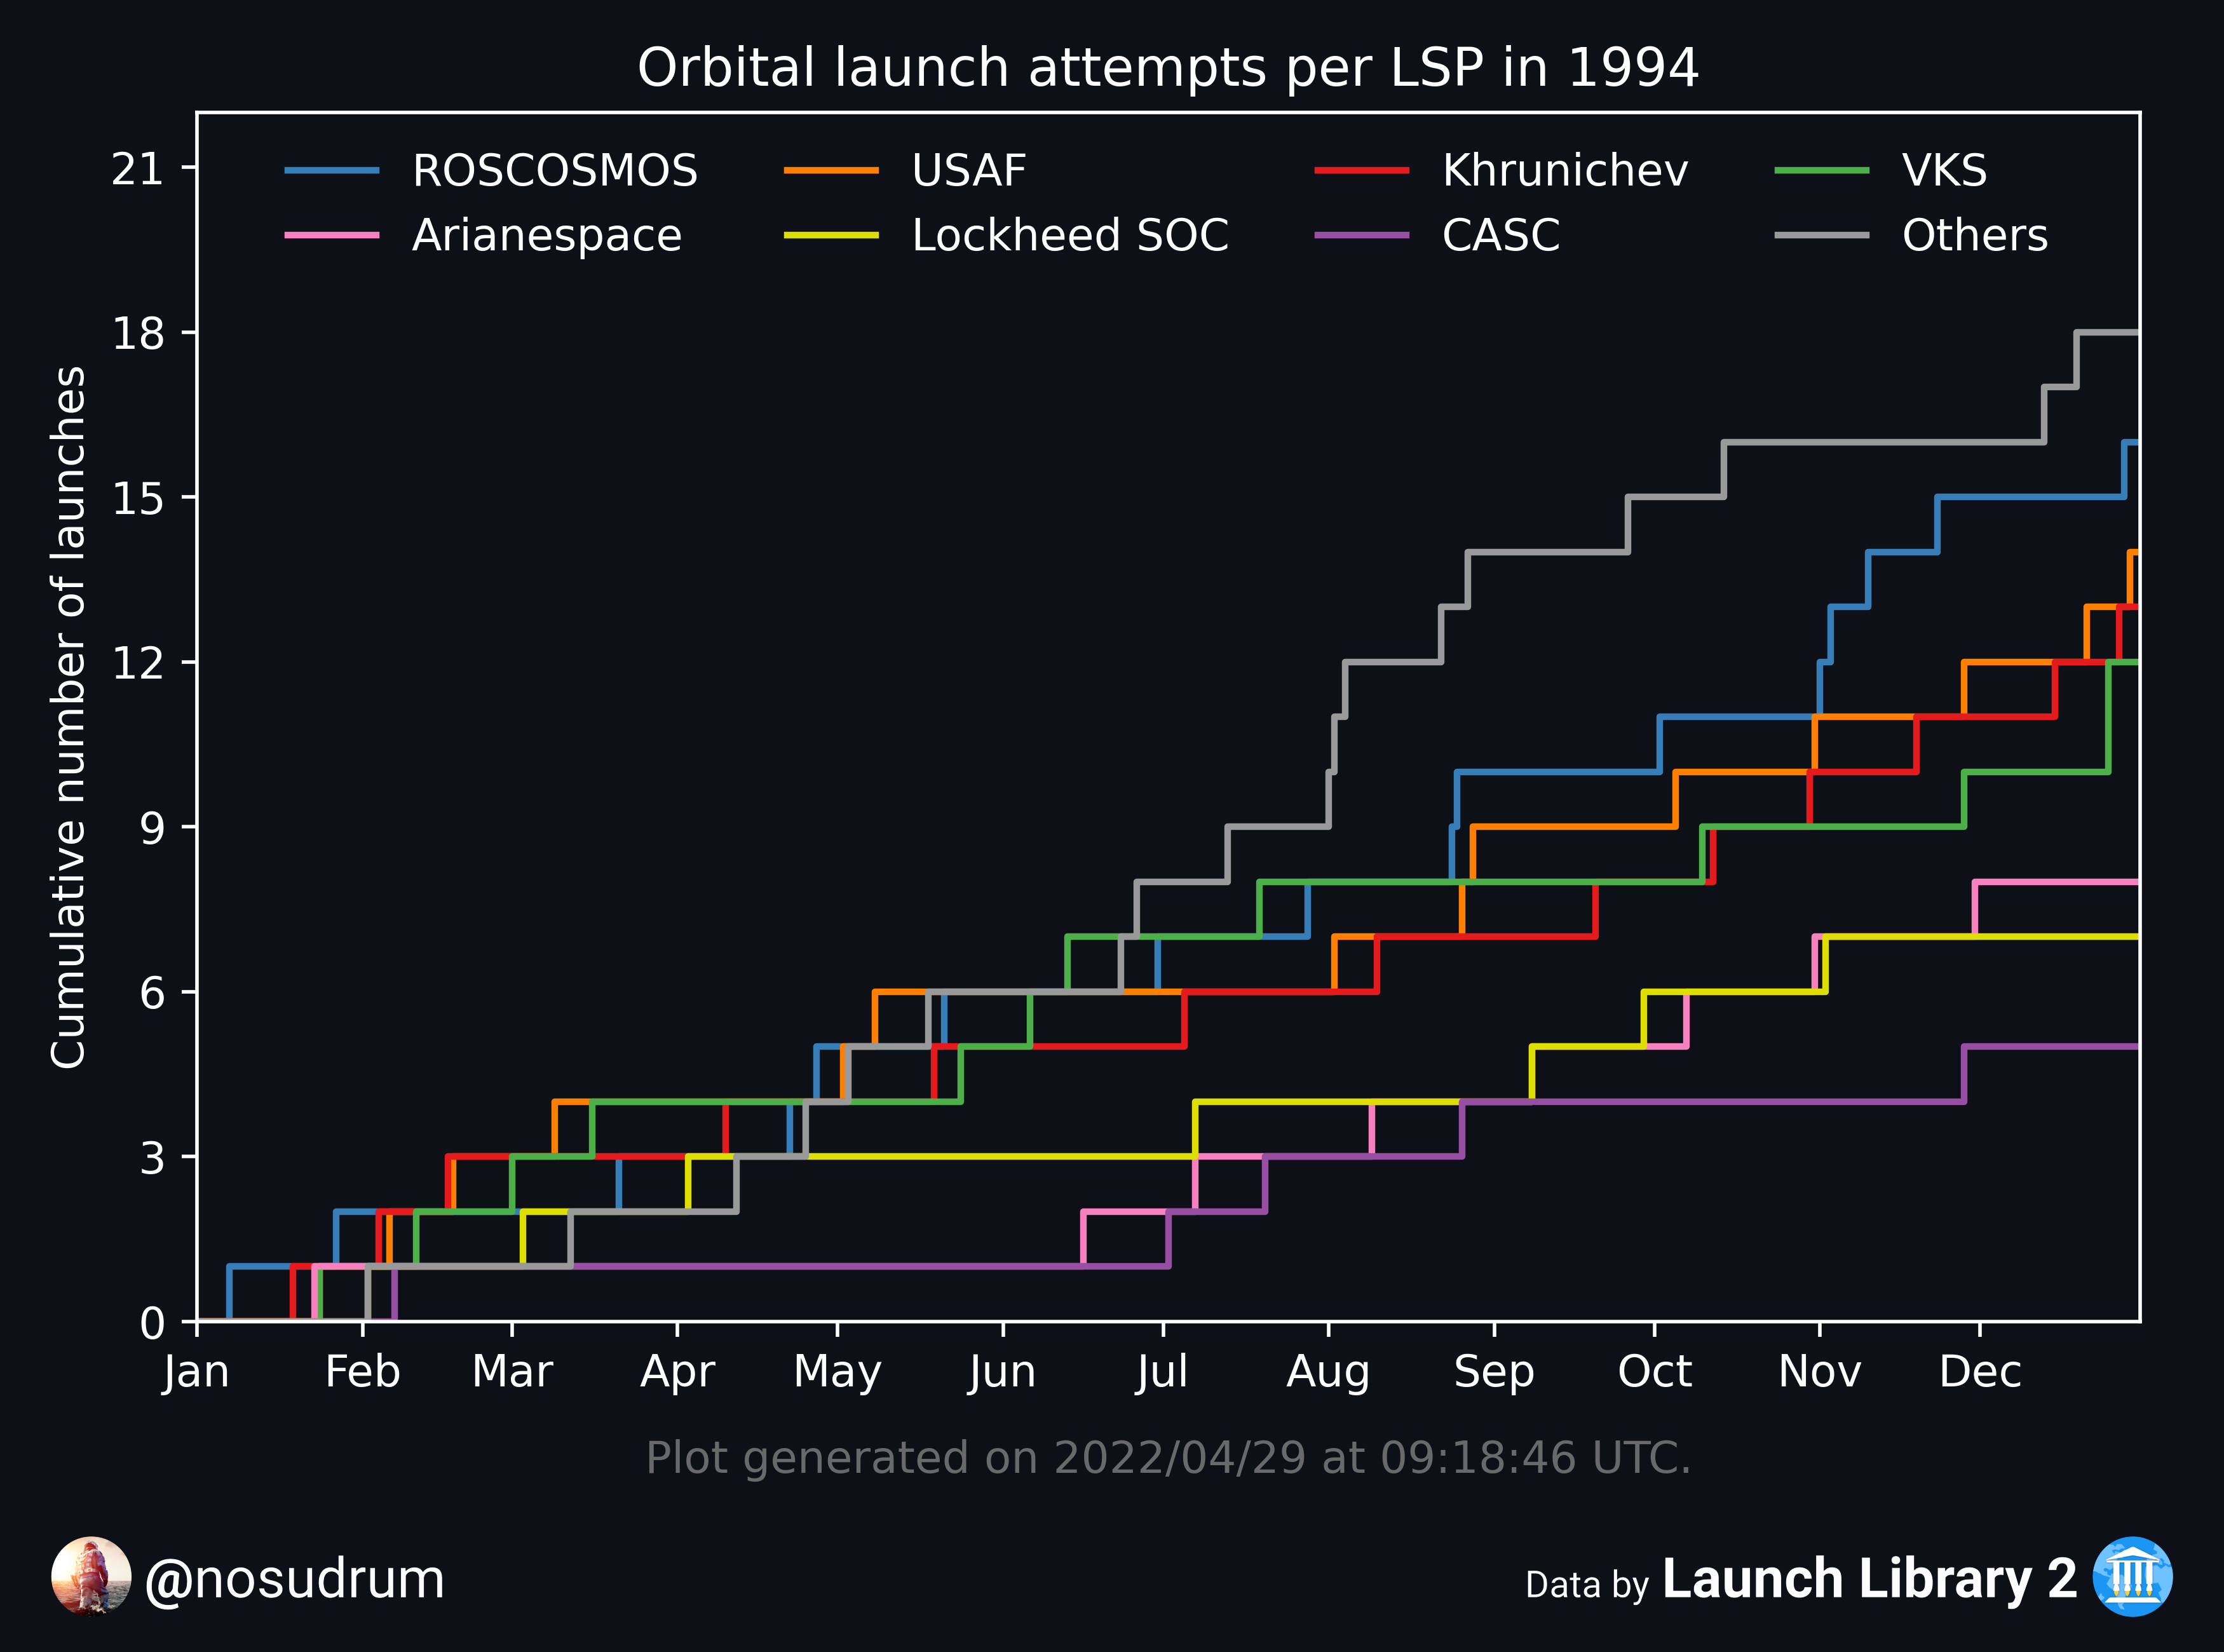 Orbital launch attempts per LSP in 1994
ROSCOSMOS USAF Khrunichev VKS
Arianespace Lockheed SOC CASC Others
Cumulative number of launches
21
18
15
12
9
6
3
0
Jan Feb Mar Apr May Jun Jul Aug Sep Oct Nov Dec
Plot generated on 2022/04/29 at 09:18:46 UTC.
@nosudrum
Data by Launch Library 2